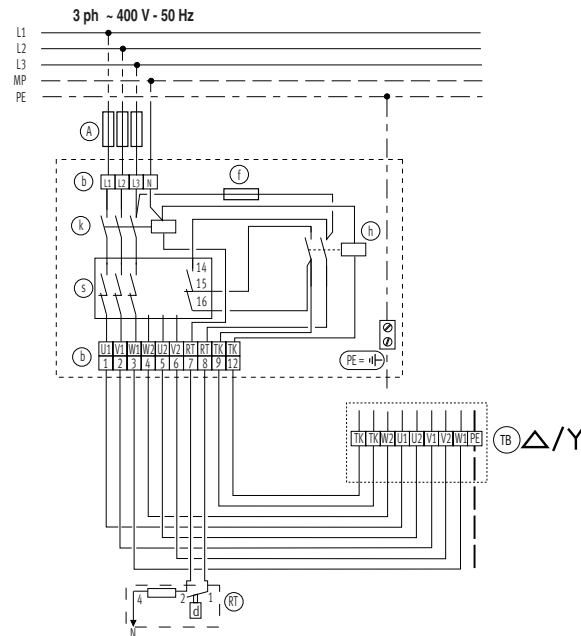 3 ph ~ 400 V - 50 Hz
L1
L2
L3
MP
PE
A
b L1 L2 L3 N
f
k
h
s
14
15
16
b U1 V1 W1 W2 U2 V2 RT RT TK TK
1 2 3 4 5 6 7 8 9 12
PE =
TK TK W2 U1 U2 V1 V2 W1 PE TB △/Y
4 2 1 RT
d
N